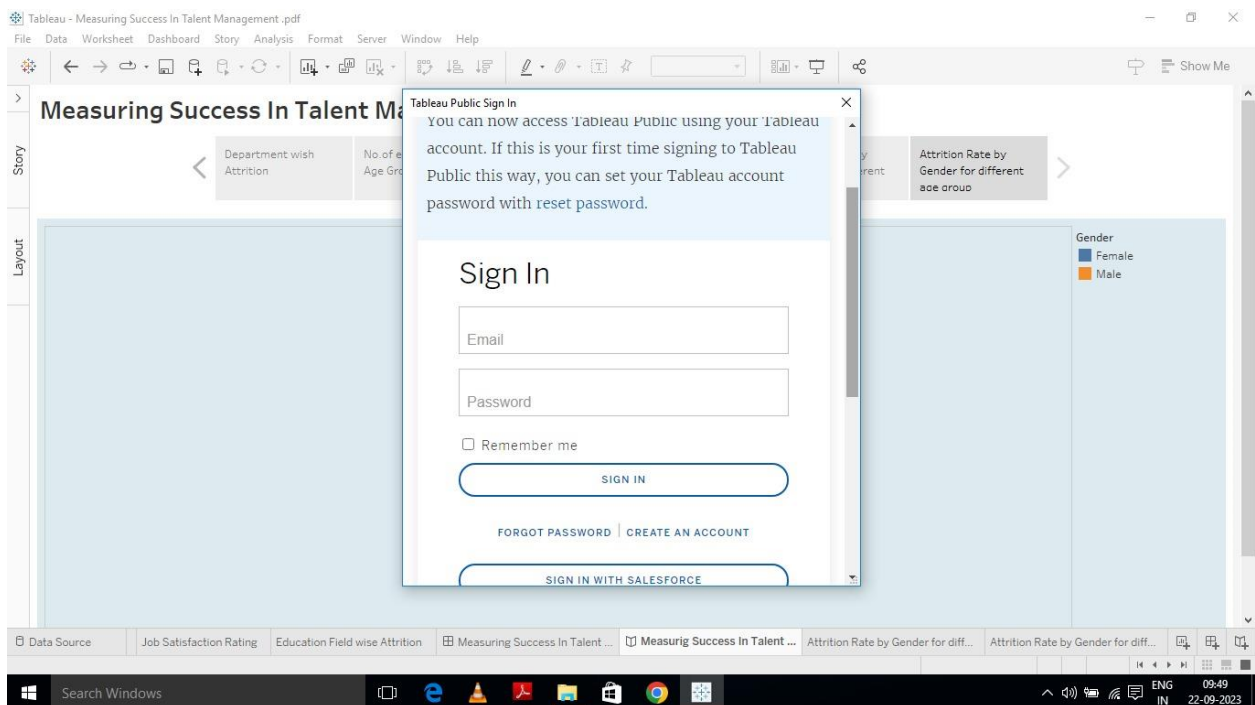 Tableau - Measuring Success In Talent Management .pdf
File Data Worksheet Dashboard Story Analysis Format Server Window Help
Show Me
Measuring Success In Talent Ma
Story
Layout
Department wish
Attrition
No.of e
Age Gro
y
rent
Attrition Rate by
Gender for different
age group
Gender
Female
Male
Tableau Public Sign In
You can now access Tableau Public using your Tableau
account. If this is your first time signing to Tableau
Public this way, you can set your Tableau account
password with reset password.
Sign In
Email
Password
Remember me
SIGN IN
FORGOT PASSWORD | CREATE AN ACCOUNT
SIGN IN WITH SALESFORCE
Data Source Job Satisfaction Rating Education Field wise Attrition Measuring Success In Talent ... Measurig Success In Talent ... Attrition Rate by Gender for diff... Attrition Rate by Gender for diff...
Search Windows
ENG
IN
09:49
22-09-2023